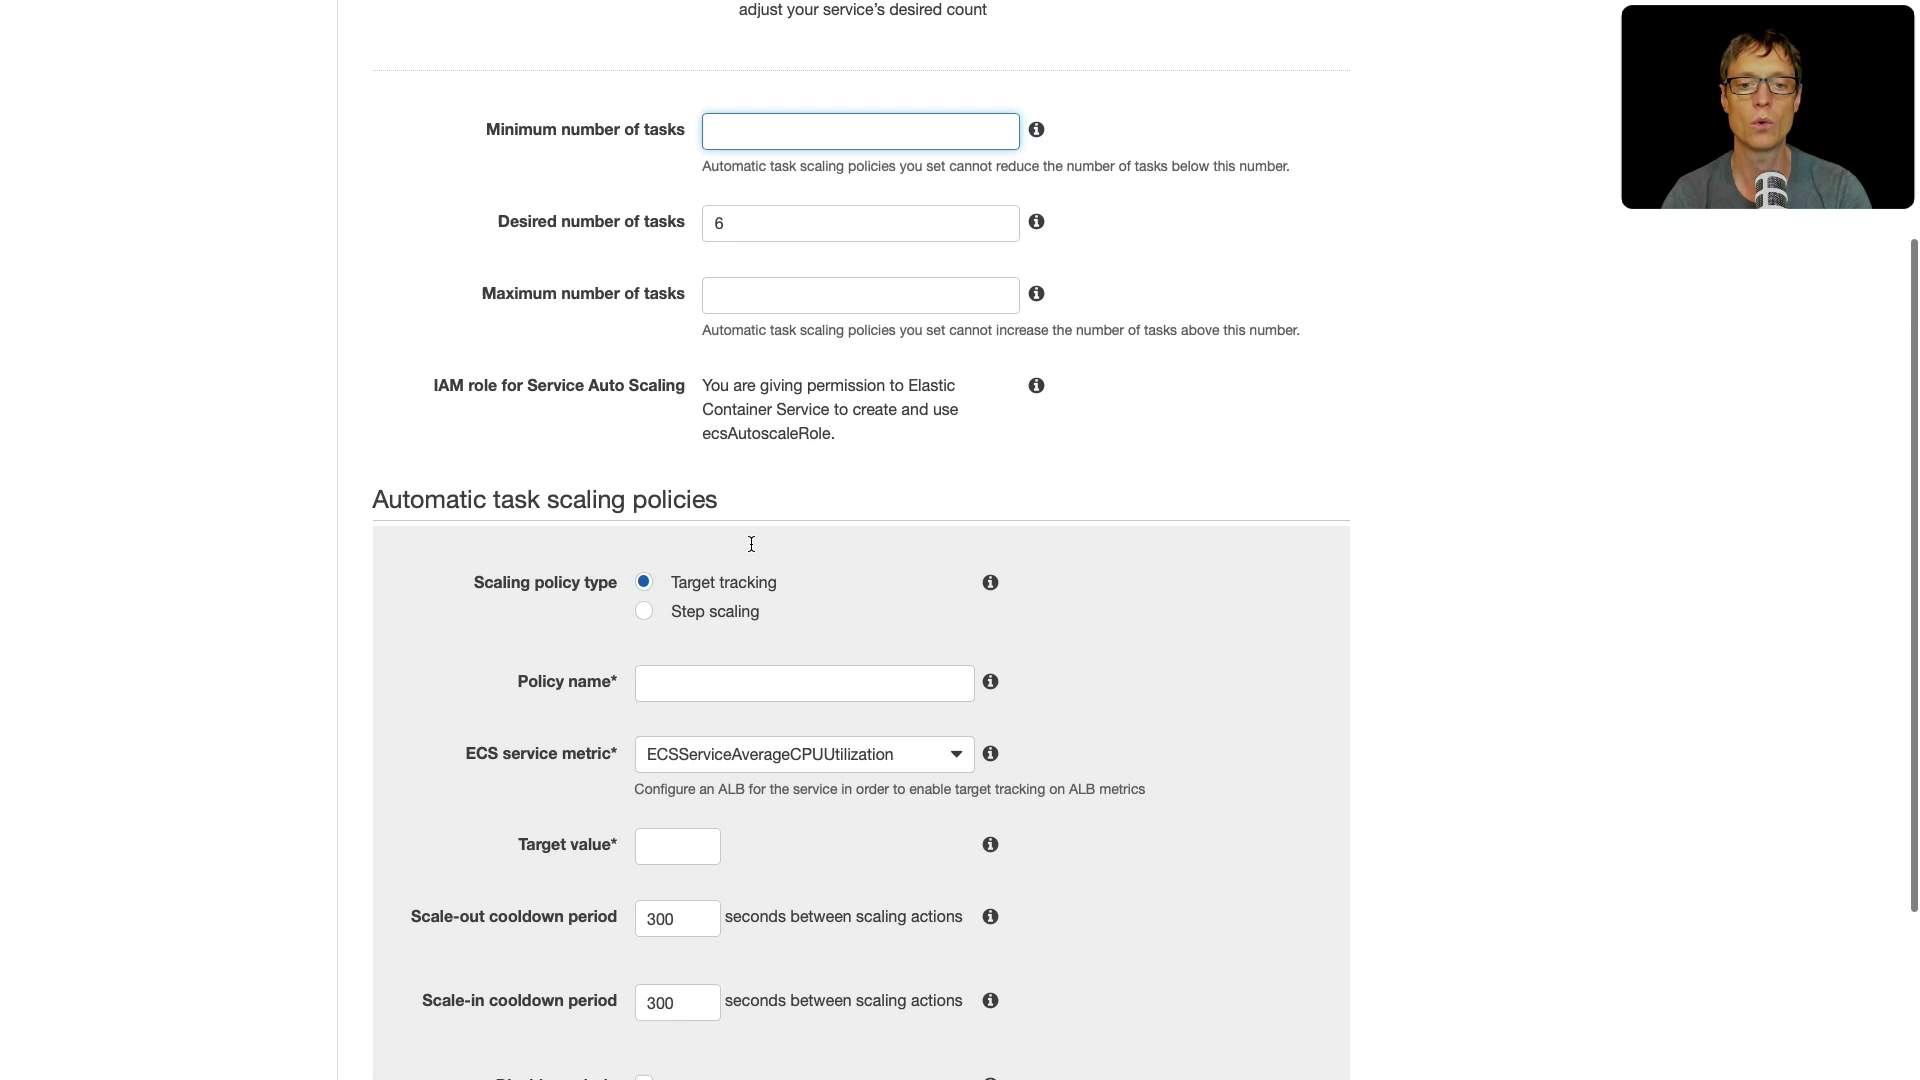 adjust your service's desired count
Minimum number of tasks
Automatic task scaling policies you set cannot reduce the number of tasks below this number.
Desired number of tasks 6
Maximum number of tasks
Automatic task scaling policies you set cannot increase the number of tasks above this number.
IAM role for Service Auto Scaling You are giving permission to Elastic
Container Service to create and use
ecsAutoscaleRole.
Automatic task scaling policies
Scaling policy type Target tracking
Step scaling
Policy name*
ECS service metric* ECSServiceAverageCPUUtilization
Configure an ALB for the service in order to enable target tracking on ALB metrics
Target value*
Scale-out cooldown period 300 seconds between scaling actions
Scale-in cooldown period 300 seconds between scaling actions